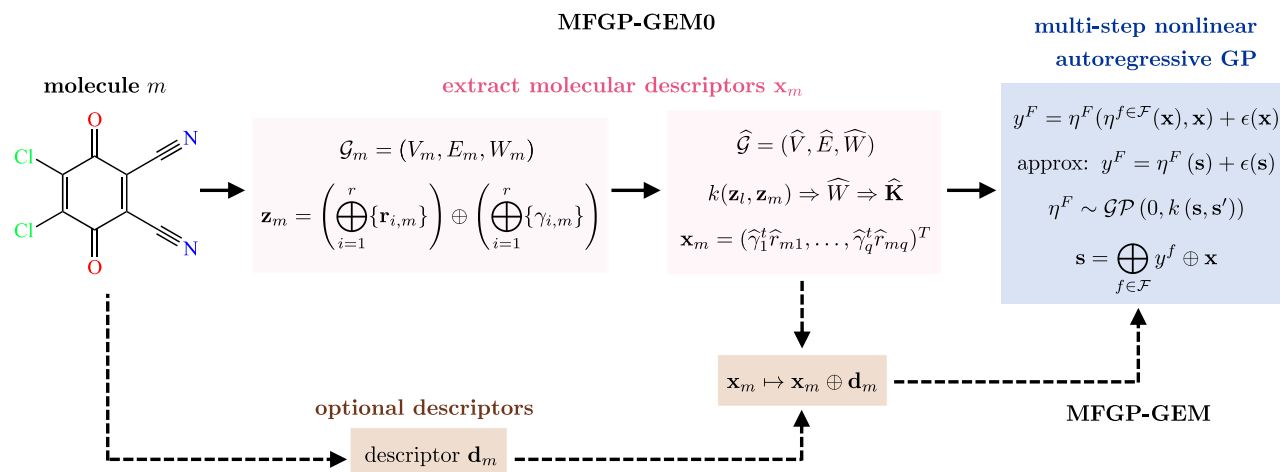 MFGP-GEM0
multi-step nonlinear
autoregressive GP
molecule m
extract molecular descriptors x_m
O
Cl
Cl
N
N
O
𝒢_m = (V_m, E_m, W_m)
z_m = (⊕_{i=1}^{r} {r_{i,m}}) ⊕ (⊕_{i=1}^{r} {γ_{i,m}})
𝒢̂ = (V̂, Ê, Ŵ)
k(z_l, z_m) ⇒ Ŵ ⇒ K̂
x_m = (γ̂_1^t r̂_{m1}, . . . , γ̂_q^t r̂_{mq})^T
y^F = η^F(η^{f∈ℱ}(x), x) + ϵ(x)
approx: y^F = η^F (s) + ϵ(s)
η^F ∼ 𝒢𝒫 (0, k (s, s′))
s = ⊕_{f∈ℱ} y^f ⊕ x
x_m ↦ x_m ⊕ d_m
optional descriptors
MFGP-GEM
descriptor d_m